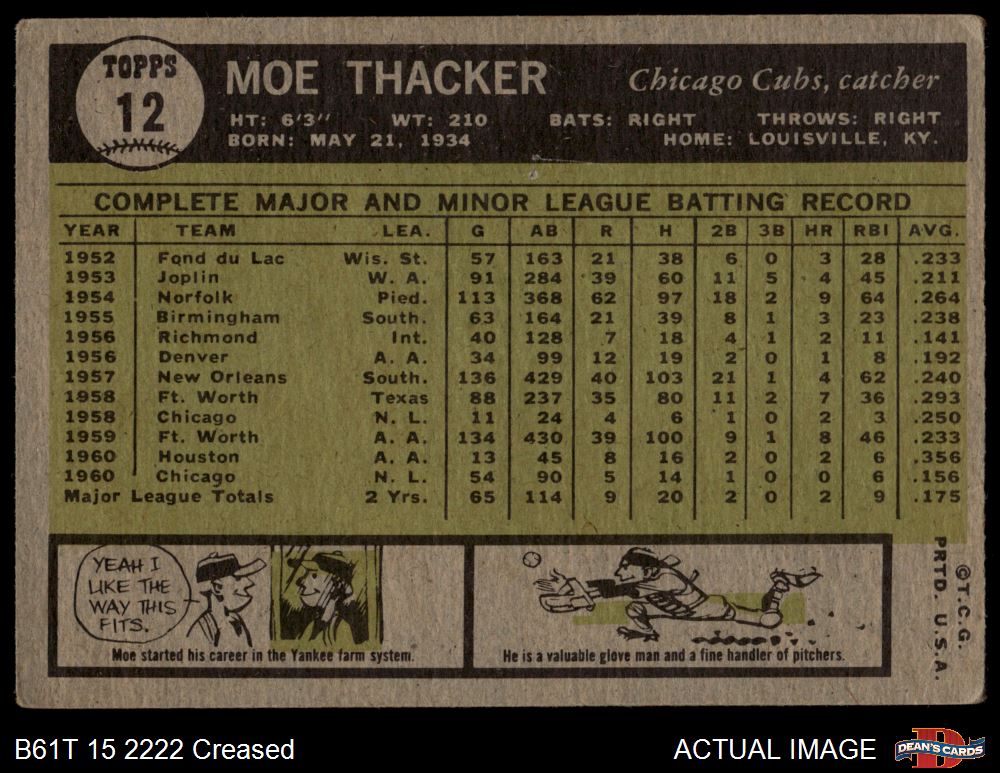 TOPPS
12
MOE THACKER
Chicago Cubs, catcher
HT: 6'3" WT: 210 BATS: RIGHT THROWS: RIGHT
BORN: MAY 21, 1934 HOME: LOUISVILLE, KY.
COMPLETE MAJOR AND MINOR LEAGUE BATTING RECORD
YEAR TEAM LEA. G AB R H 2B 3B HR RBI AVG.
1952 Fond du Lac Wis. St. 57 163 21 38 6 0 3 28 .233
1953 Joplin W. A. 91 284 39 60 11 5 4 45 .211
1954 Norfolk Pied. 113 368 62 97 18 2 9 64 .264
1955 Birmingham South. 63 164 21 39 8 1 3 23 .238
1956 Richmond Int. 40 128 7 18 4 1 2 11 .141
1956 Denver A. A. 34 99 12 19 2 0 1 8 .192
1957 New Orleans South. 136 429 40 103 21 1 4 62 .240
1958 Ft. Worth Texas 88 237 35 80 11 2 7 36 .293
1958 Chicago N. L. 11 24 4 6 1 0 2 3 .250
1959 Ft. Worth A. A. 134 430 39 100 9 1 8 46 .233
1960 Houston A. A. 13 45 8 16 2 0 2 6 .356
1960 Chicago N. L. 54 90 5 14 1 0 0 6 .156
Major League Totals 2 Yrs. 65 114 9 20 2 0 2 9 .175
YEAH I
LIKE THE
WAY THIS
FITS.
Moe started his career in the Yankee farm system.
He is a valuable glove man and a fine handler of pitchers.
©T.C.G.
PRTD. U.S.A.
B61T 15 2222 Creased
ACTUAL IMAGE
DEAN'S CARDS